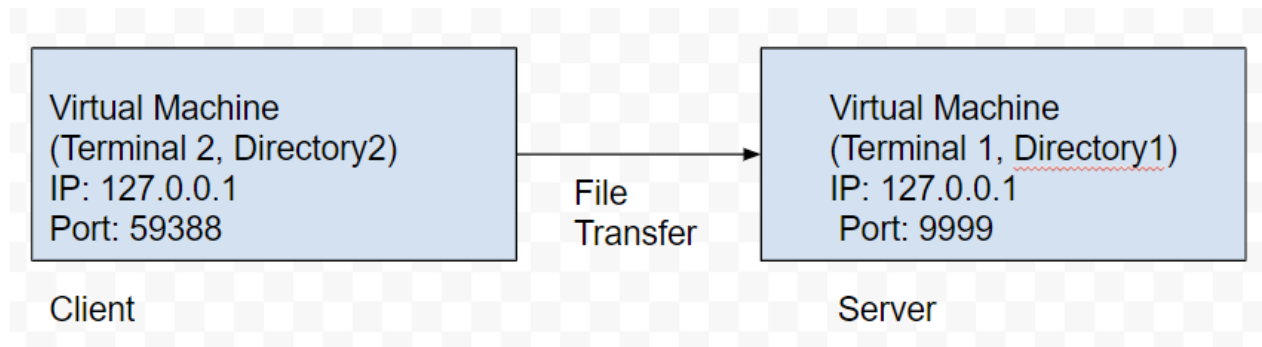 Virtual Machine
(Terminal 2, Directory2)
IP: 127.0.0.1
Port: 59388
Client
File
Transfer
Virtual Machine
(Terminal 1, Directory1)
IP: 127.0.0.1
Port: 9999
Server